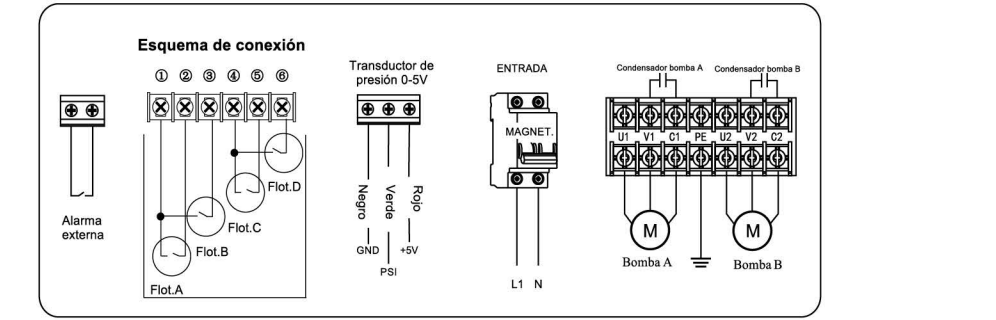 Esquema de conexión
① ② ③ ④ ⑤ ⑥
Alarma
externa
Flot.D
Flot.C
Flot.B
Flot.A
Transductor de
presión 0-5V
Negro
Verde
Rojo
GND
+5V
PSI
ENTRADA
MAGNET.
L1 N
Condensador bomba A
Condensador bomba B
U1 V1 C1 PE U2 V2 C2
M
M
Bomba A
Bomba B